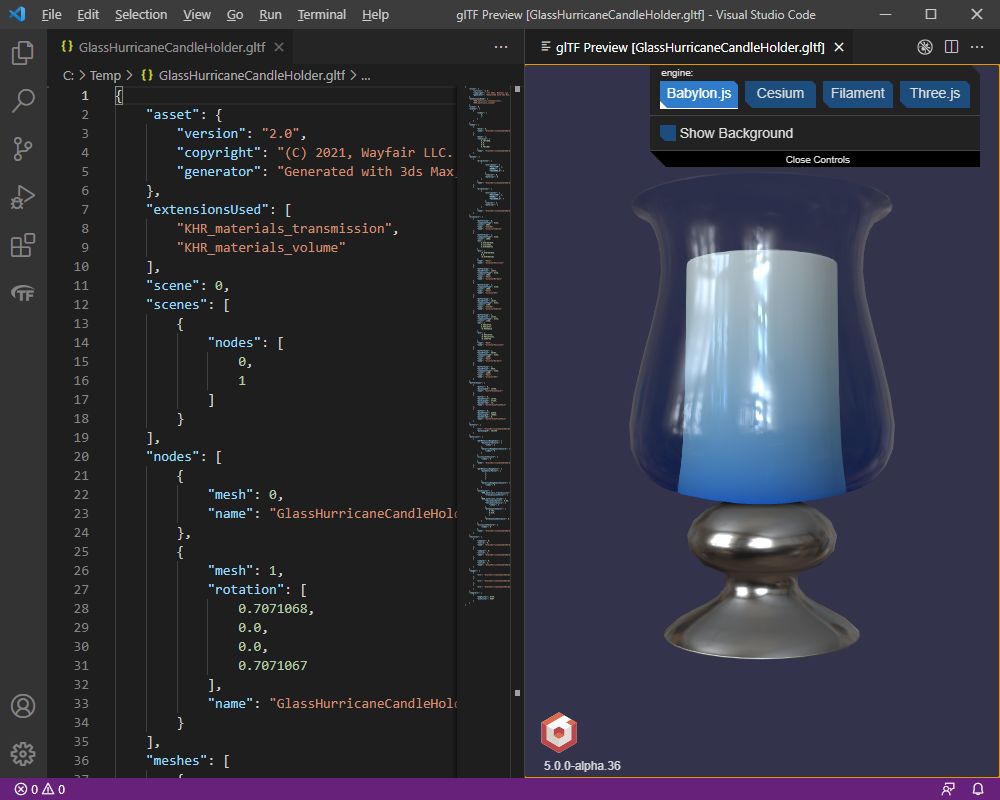 File Edit Selection View Go Run Terminal Help
glTF Preview [GlassHurricaneCandleHolder.gltf] - Visual Studio Code
{} GlassHurricaneCandleHolder.gltf
C: > Temp > {} GlassHurricaneCandleHolder.gltf > ...
1 {
2 "asset": {
3 "version": "2.0",
4 "copyright": "(C) 2021, Wayfair LLC.
5 "generator": "Generated with 3ds Max
6 },
7 "extensionsUsed": [
8 "KHR_materials_transmission",
9 "KHR_materials_volume"
10 ],
11 "scene": 0,
12 "scenes": [
13 {
14 "nodes": [
15 0,
16 1
17 ]
18 }
19 ],
20 "nodes": [
21 {
22 "mesh": 0,
23 "name": "GlassHurricaneCandleHol
24 },
25 {
26 "mesh": 1,
27 "rotation": [
28 0.7071068,
29 0.0,
30 0.0,
31 0.7071067
32 ],
33 "name": "GlassHurricaneCandleHol
34 }
35 ],
36 "meshes": [
37 {
TF
glTF Preview [GlassHurricaneCandleHolder.gltf]
engine:
Babylon.js Cesium Filament Three.js
Show Background
Close Controls
5.0.0-alpha.36
0 0